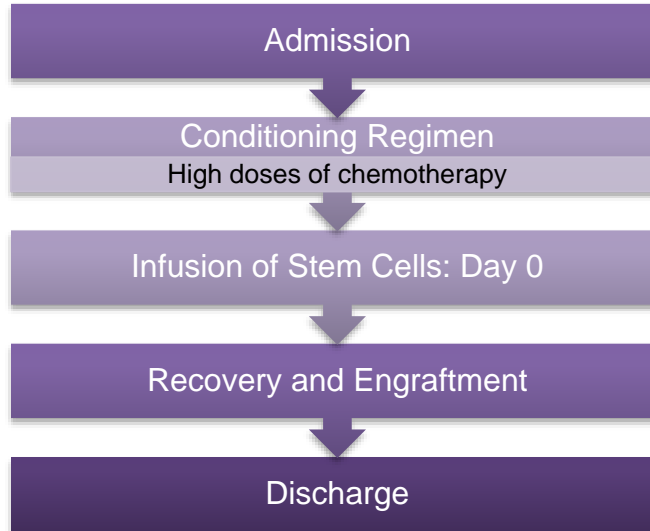 Admission
Conditioning Regimen
High doses of chemotherapy
Infusion of Stem Cells: Day 0
Recovery and Engraftment
Discharge